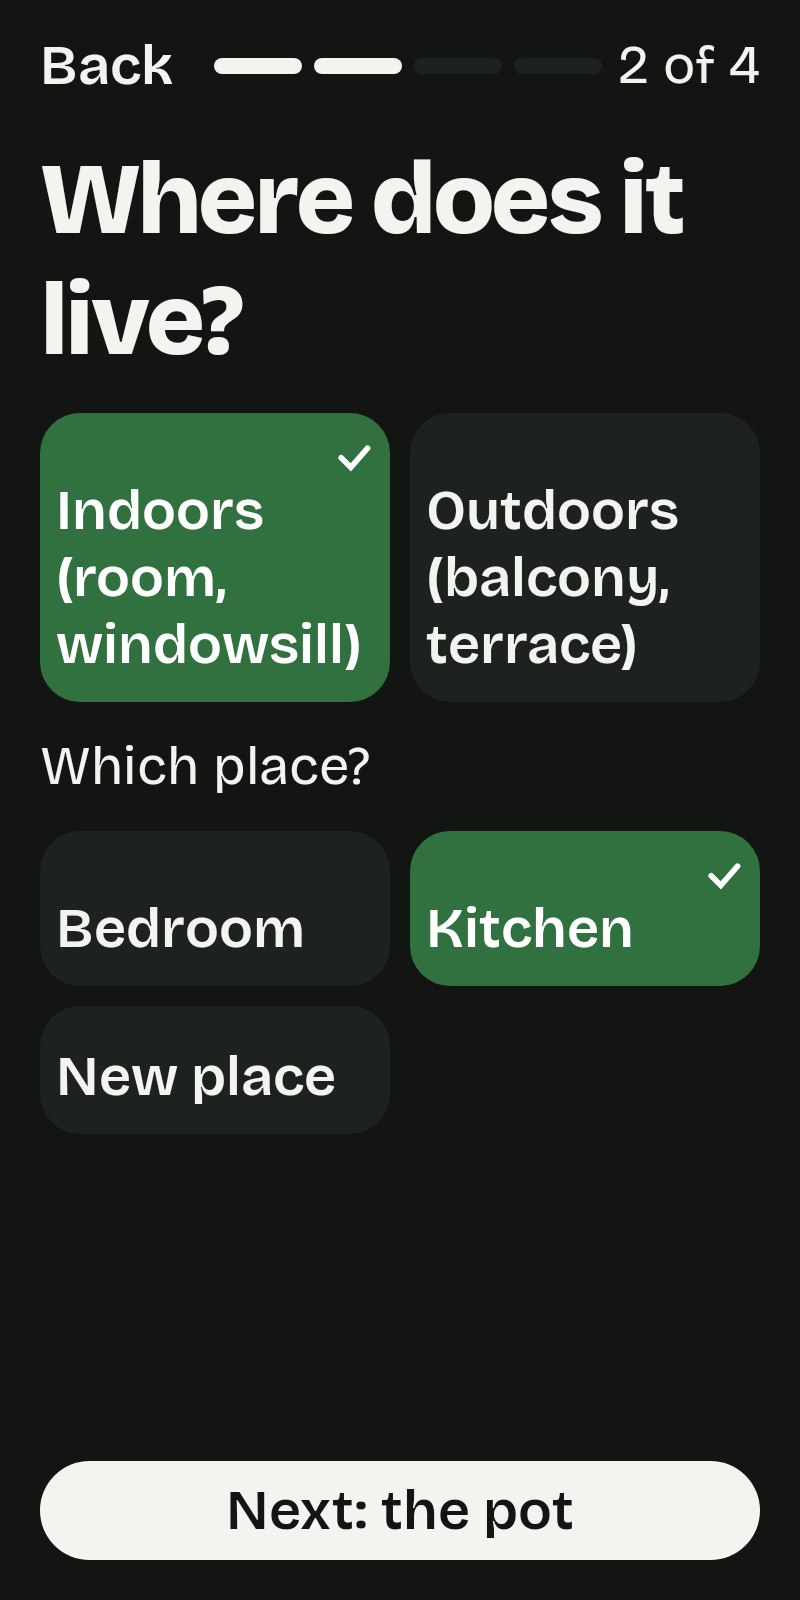 Back 2 of 4
Where does it
live?
Indoors
(room,
windowsill)
Outdoors
(balcony,
terrace)
Which place?
Bedroom
Kitchen
New place
Next: the pot